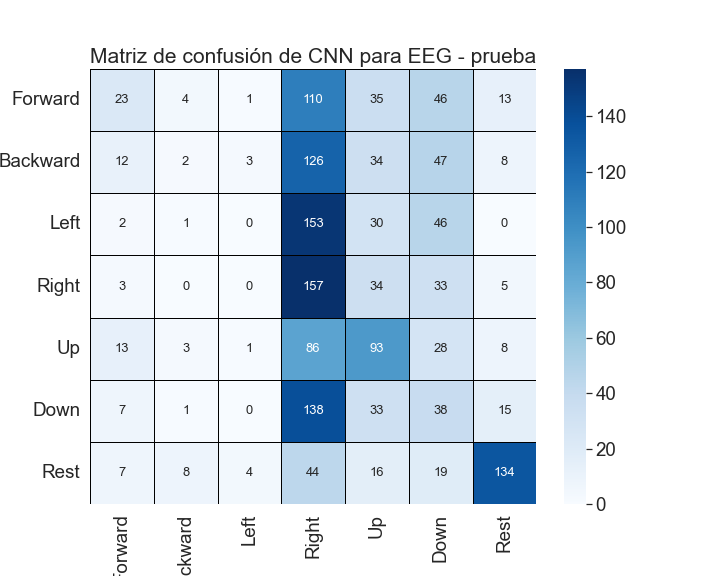 Matriz de confusión de CNN para EEG - prueba
Forward 23 4 1 110 35 46 13
Backward 12 2 3 126 34 47 8
Left 2 1 0 153 30 46 0
Right 3 0 0 157 34 33 5
Up 13 3 1 86 93 28 8
Down 7 1 0 138 33 38 15
Rest 7 8 4 44 16 19 134
Forward ckward Left Right Up Down Rest
140
120
100
80
60
40
20
0